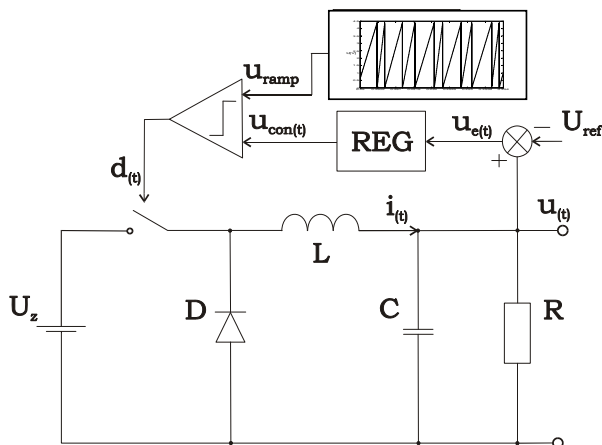 u_ramp
u_con(t)
REG
u_e(t)
−
U_ref
+
d_(t)
i_(t)
u_(t)
L
U_z
D
C
R